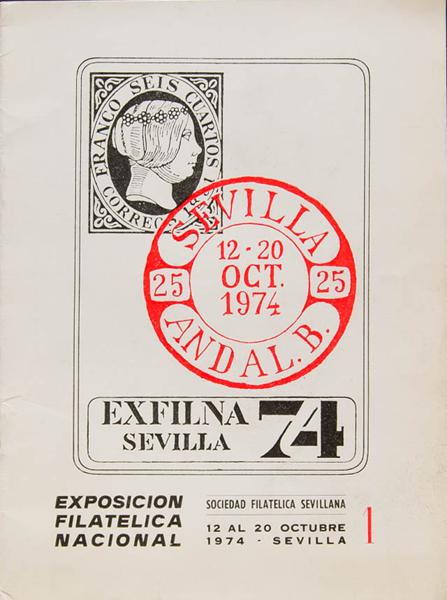 FRANCO SEIS CUARTOS
CORREOS
SEVILLA
12 - 20
OCT.
1974
25
25
ANDAL. B.
EXFILNA
SEVILLA
74
EXPOSICION
FILATELICA
NACIONAL
SOCIEDAD FILATELICA SEVILLANA
12 AL 20 OCTUBRE
1974 - SEVILLA
1